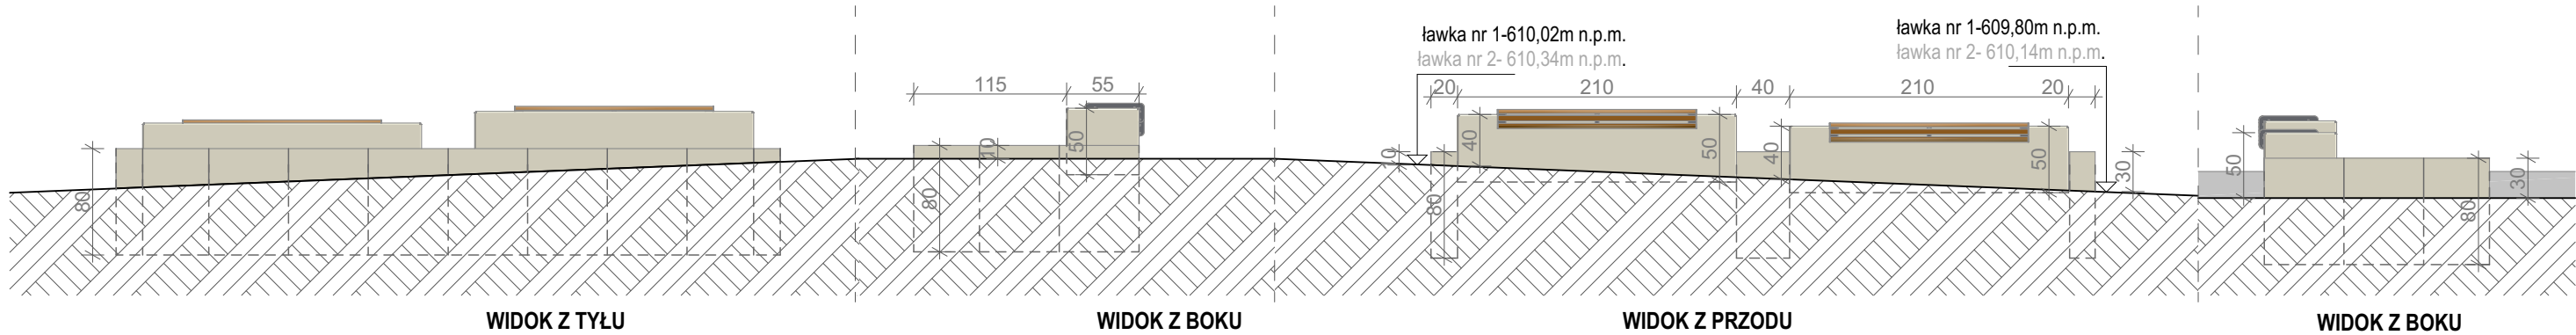 ławka nr 1-610,02m n.p.m.
ławka nr 2- 610,34m n.p.m.
ławka nr 1-609,80m n.p.m.
ławka nr 2- 610,14m n.p.m.
115 55
20 210 40 210 20
80
10
50
80
10
40
50
40
50
30
80
50
30
80
WIDOK Z TYŁU
WIDOK Z BOKU
WIDOK Z PRZODU
WIDOK Z BOKU